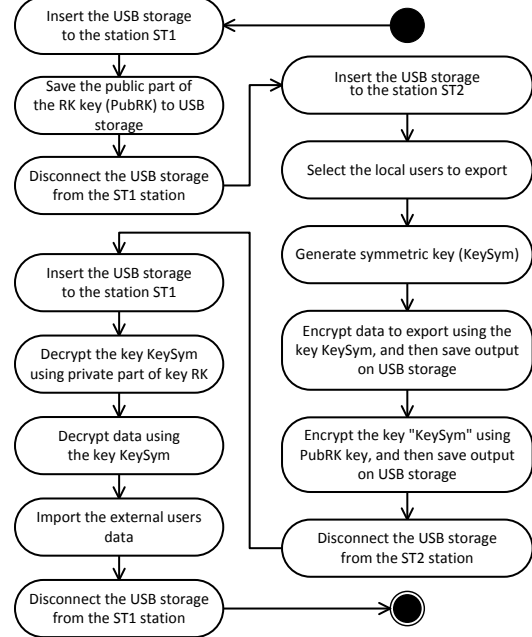 Insert the USB storage
to the station ST1
Save the public part
of the RK key (PubRK) to USB
storage
Disconnect the USB storage
from the ST1 station
Insert the USB storage
to the station ST2
Select the local users to export
Generate symmetric key (KeySym)
Encrypt data to export using the
key KeySym, and then save output
on USB storage
Encrypt the key "KeySym" using
PubRK key, and then save output
on USB storage
Disconnect the USB storage
from the ST2 station
Insert the USB storage
to the station ST1
Decrypt the key KeySym
using private part of key RK
Decrypt data using
the key KeySym
Import the external users
data
Disconnect the USB storage
from the ST1 station